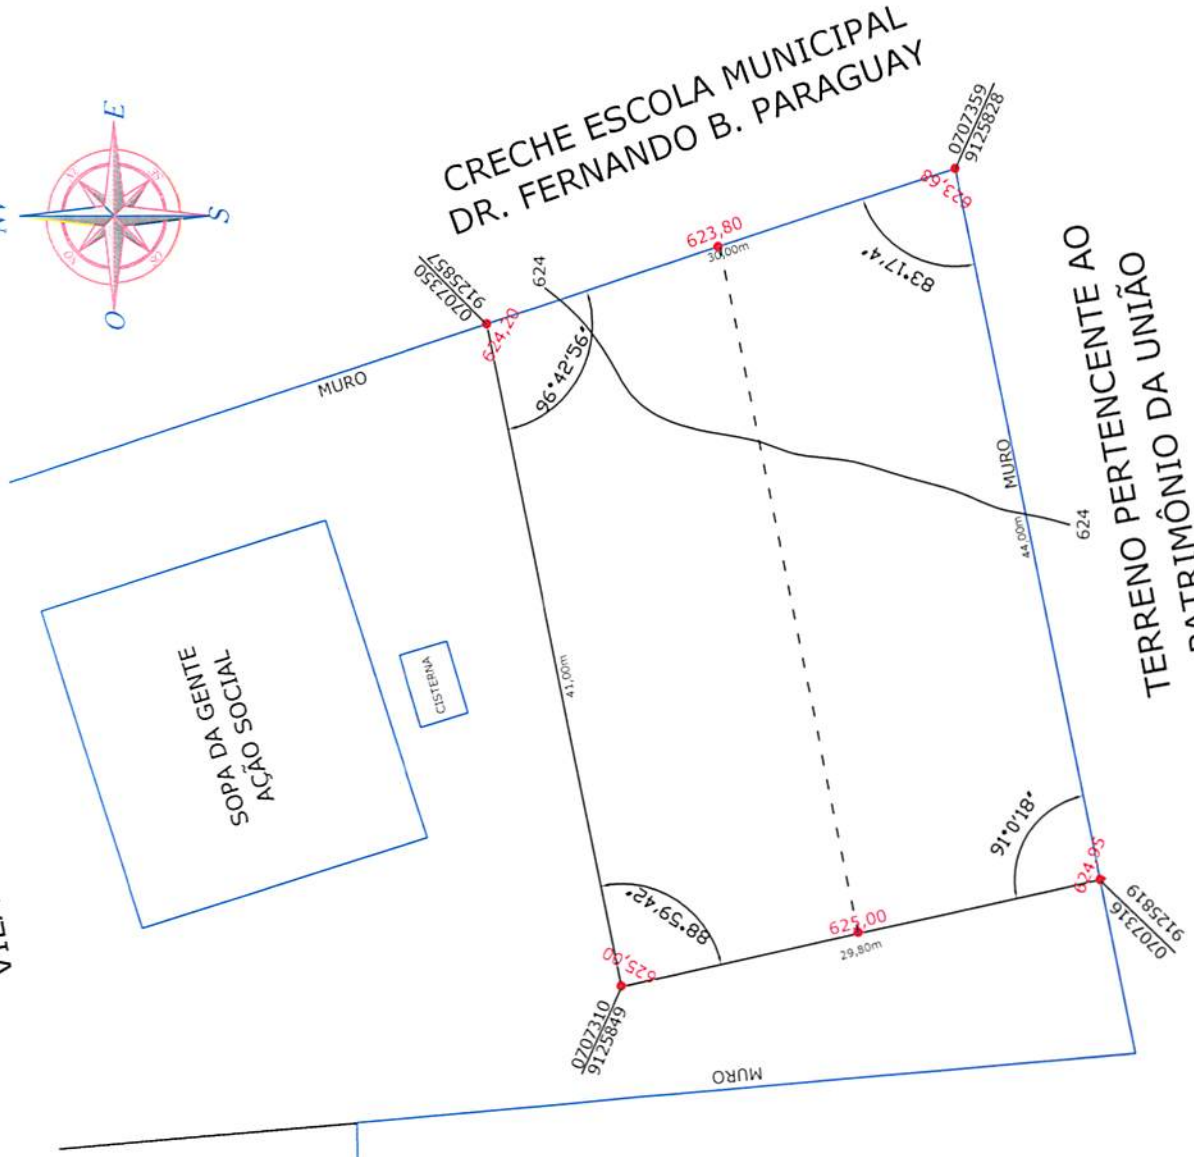 E
S
O
CRECHE ESCOLA MUNICIPAL
DR. FERNANDO B. PARAGUAY
0707359
9125828
623,68
623,80
30,00m
0707350
9125857
624,20
624
MURO
96°42'56"
83°17'4"
TERRENO PERTENCENTE AO
PATRIMÔNIO DA UNIÃO
MURO
44,00m
624
SOPA DA GENTE
AÇÃO SOCIAL
CISTERNA
41,00m
88°59'42"
91°0'18"
625,00
625,00
29,80m
624,95
0707310
9125849
0707316
9125819
MURO